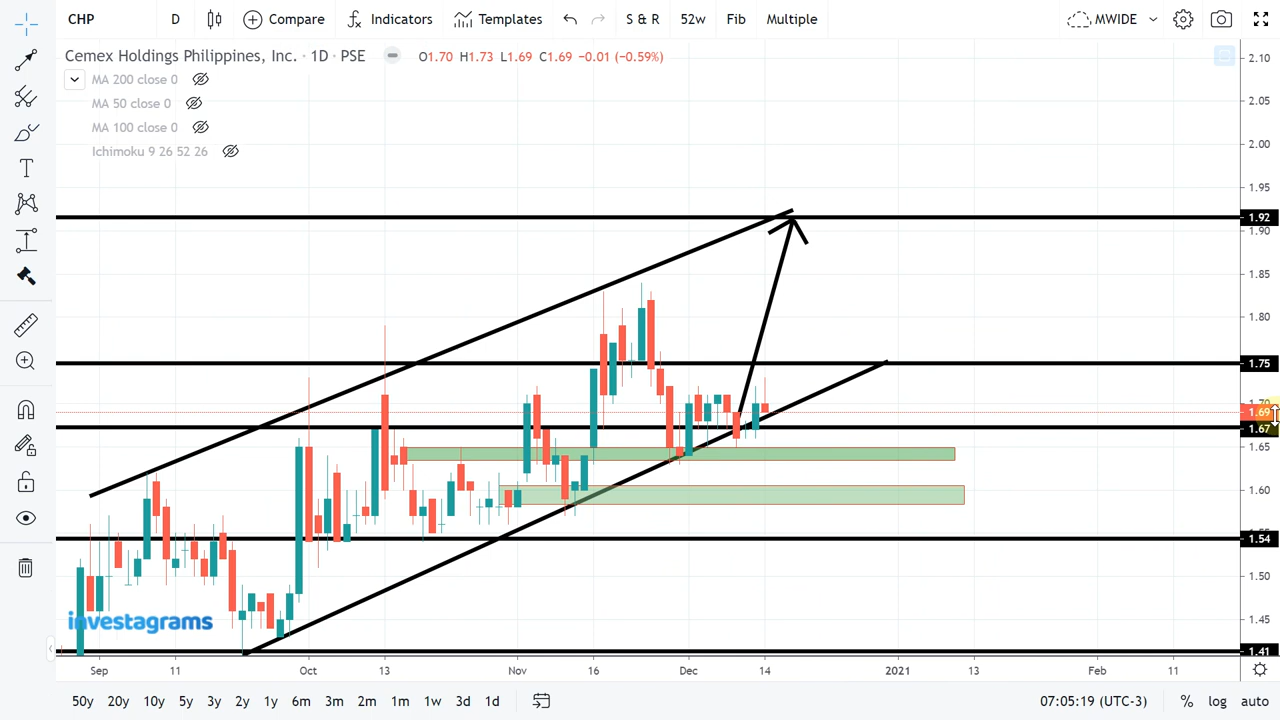 CHP D Compare Indicators Templates S & R 52w Fib Multiple MWIDE
Cemex Holdings Philippines, Inc. · 1D · PSE O1.70 H1.73 L1.69 C1.69 −0.01 (−0.59%)
MA 200 close 0
MA 50 close 0
MA 100 close 0
Ichimoku 9 26 52 26
2.10
2.05
2.00
1.95
1.92
1.90
1.85
1.80
1.75
1.70
1.69
1.67
1.65
1.60
1.55
1.54
1.50
1.45
1.41
investagrams
Sep 11 Oct 13 Nov 16 Dec 14 2021 13 Feb 11
50y 20y 10y 5y 3y 2y 1y 6m 3m 2m 1m 1w 3d 1d 07:05:19 (UTC-3) % log auto